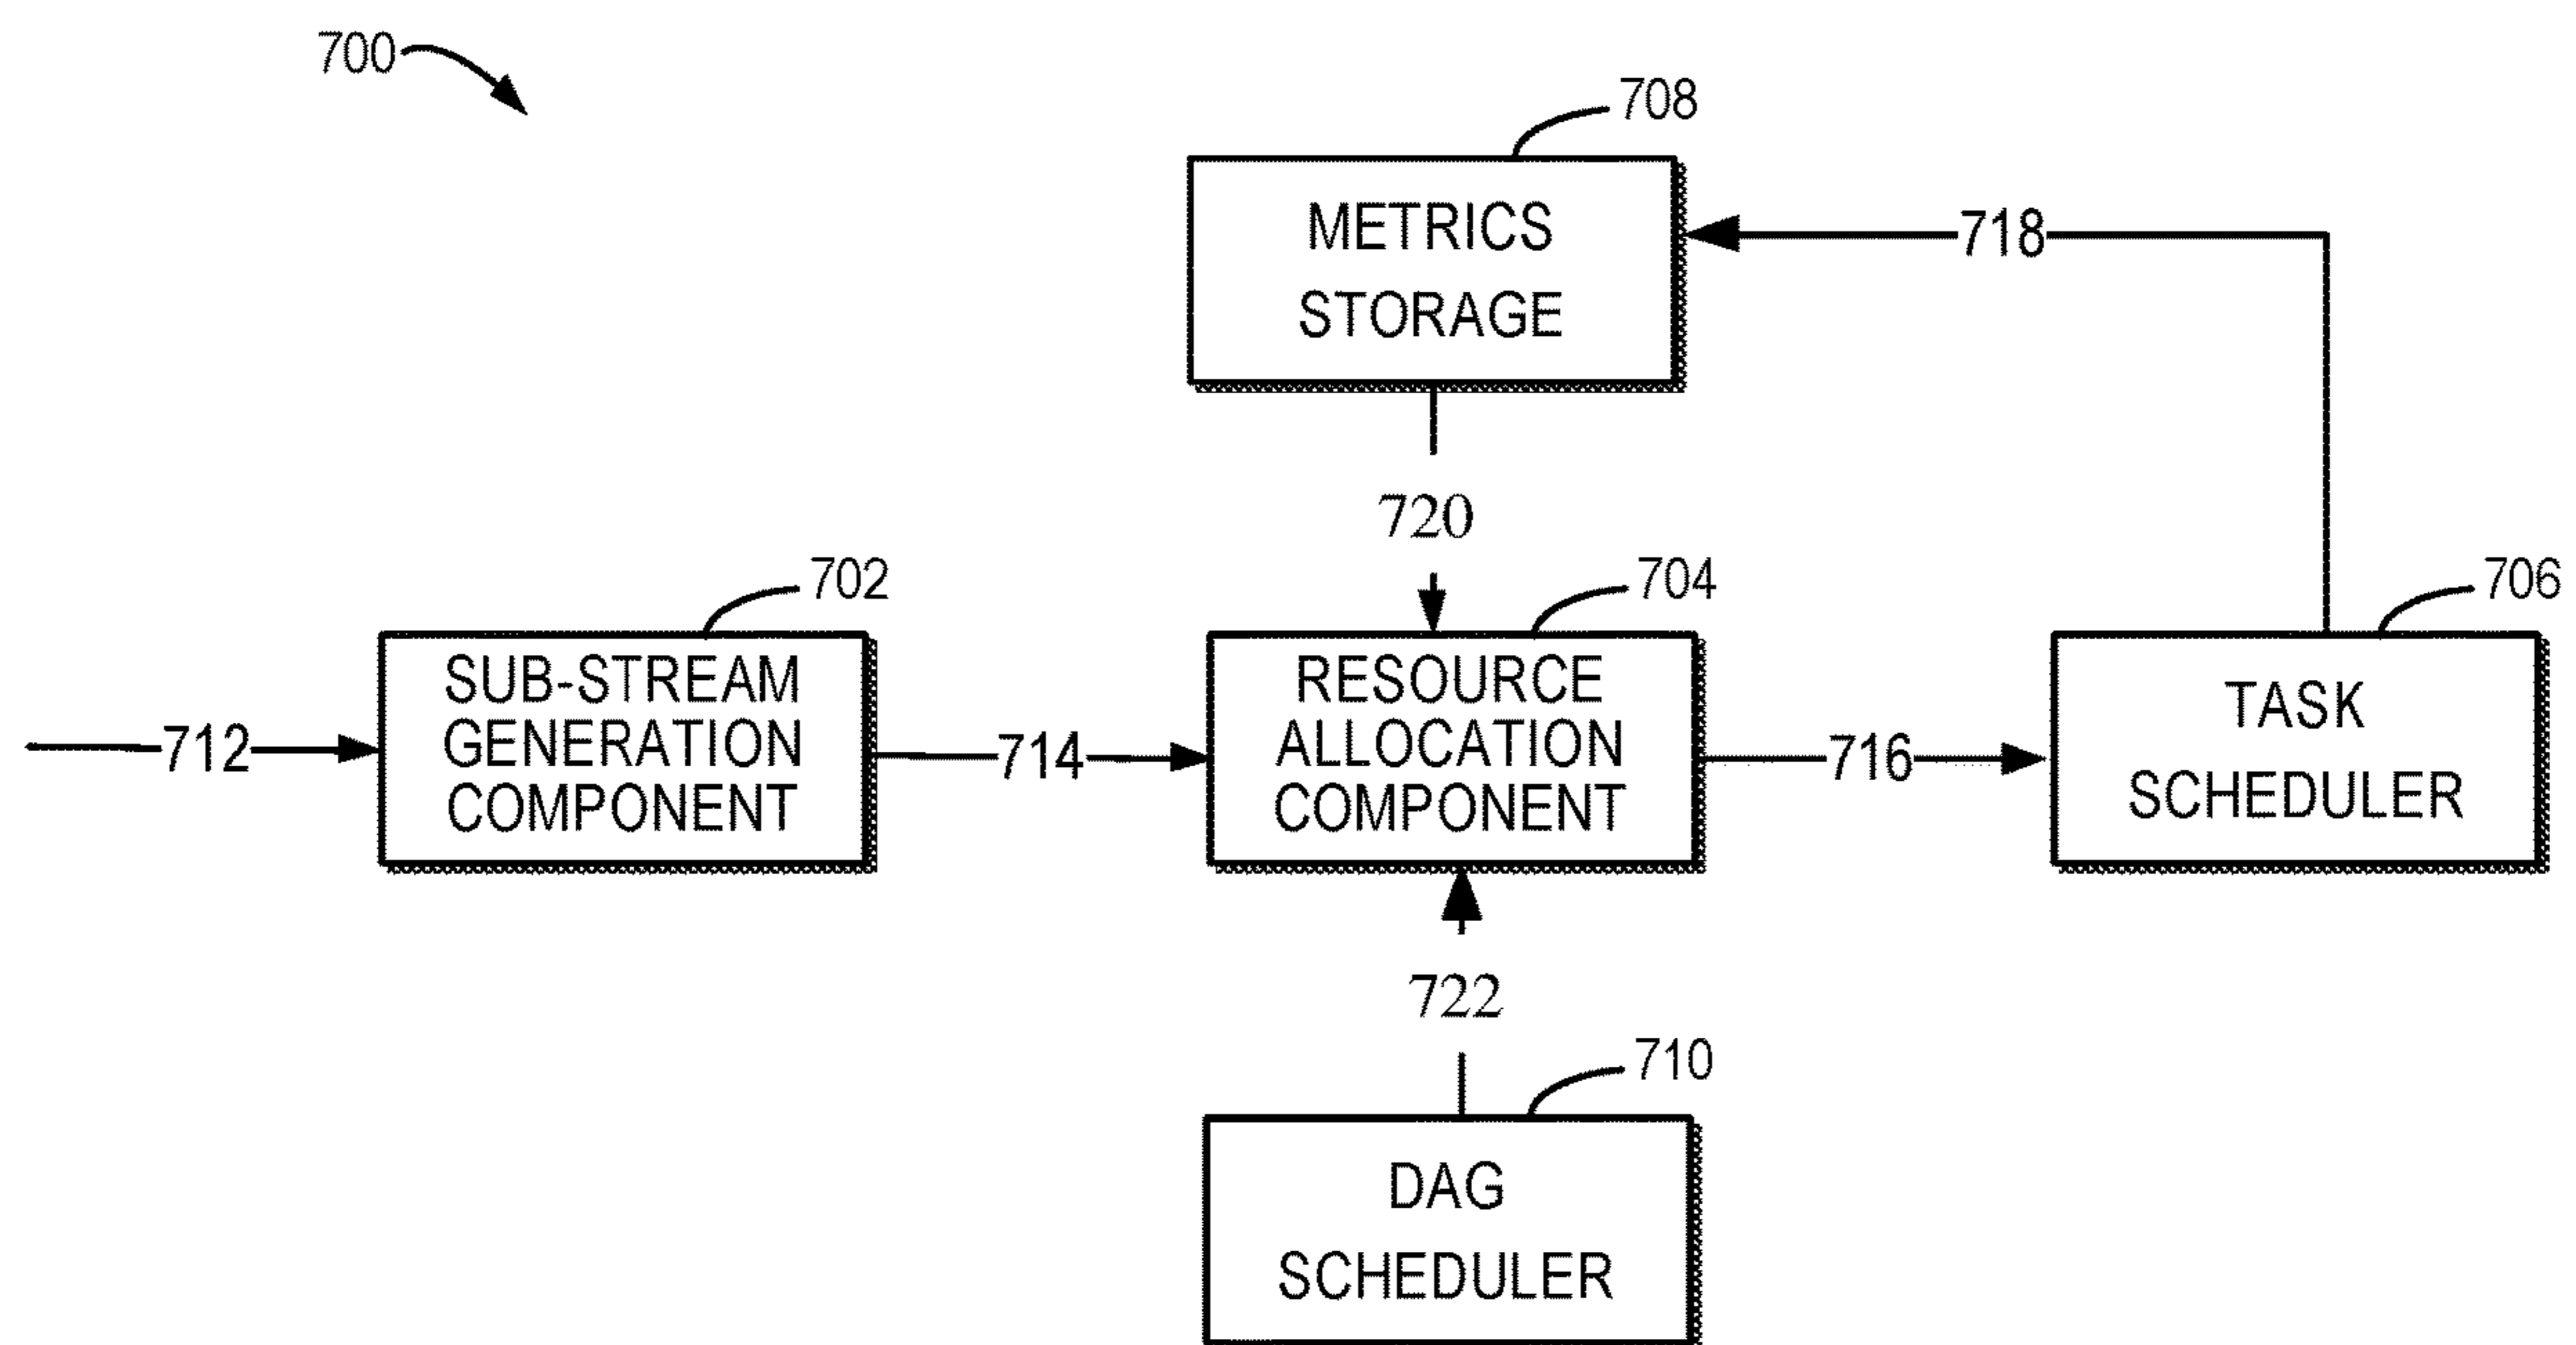 700
708
METRICS
STORAGE
718
720
702
704
706
SUB-STREAM
GENERATION
COMPONENT
RESOURCE
ALLOCATION
COMPONENT
TASK
SCHEDULER
712
714
716
722
710
DAG
SCHEDULER